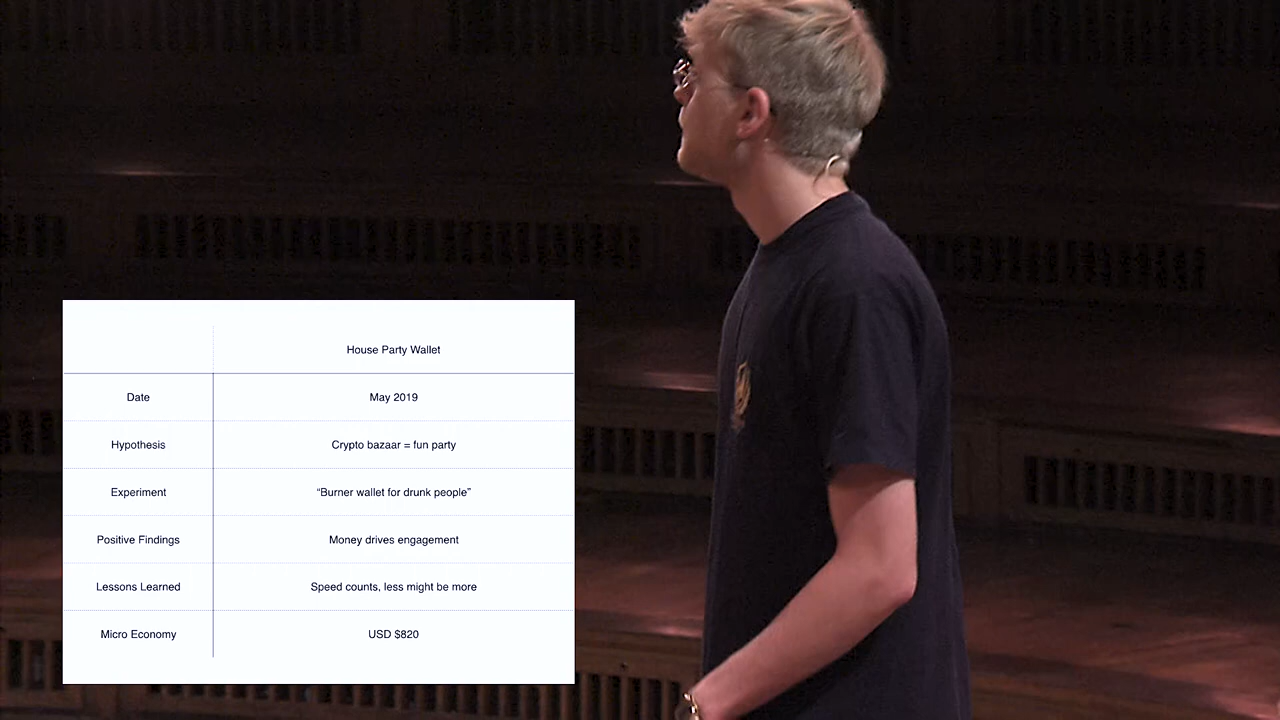 House Party Wallet
Date May 2019
Hypothesis Crypto bazaar = fun party
Experiment “Burner wallet for drunk people”
Positive Findings Money drives engagement
Lessons Learned Speed counts, less might be more
Micro Economy USD $820